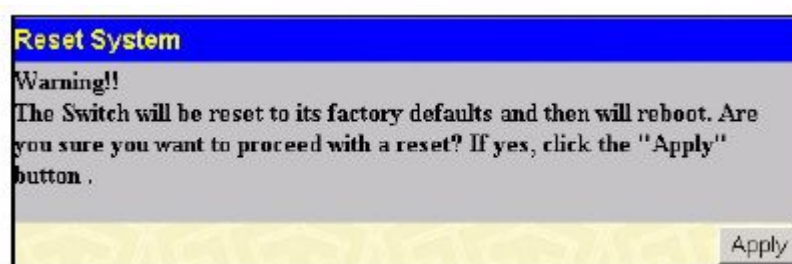 Reset System
Warning!!
The Switch will be reset to its factory defaults and then will reboot. Are
you sure you want to proceed with a reset? If yes, click the "Apply"
button .
Apply